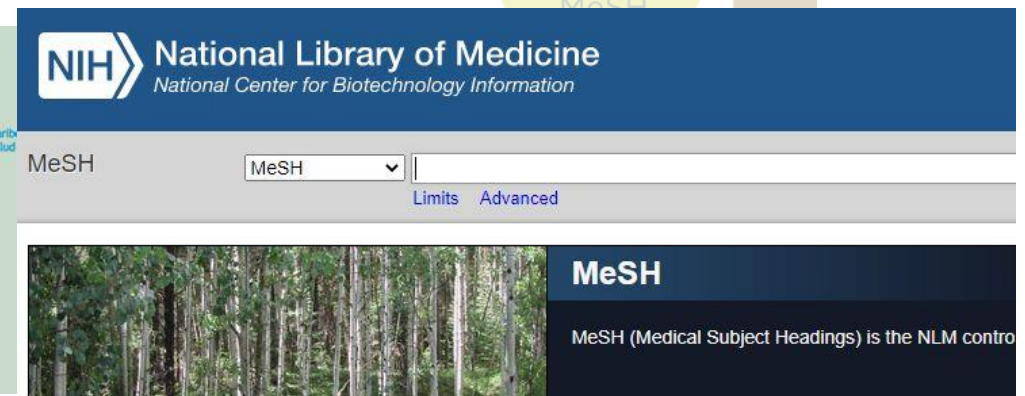 MeSH
NIH
National Library of Medicine
National Center for Biotechnology Information
MeSH
MeSH
Limits Advanced
MeSH
MeSH (Medical Subject Headings) is the NLM contro